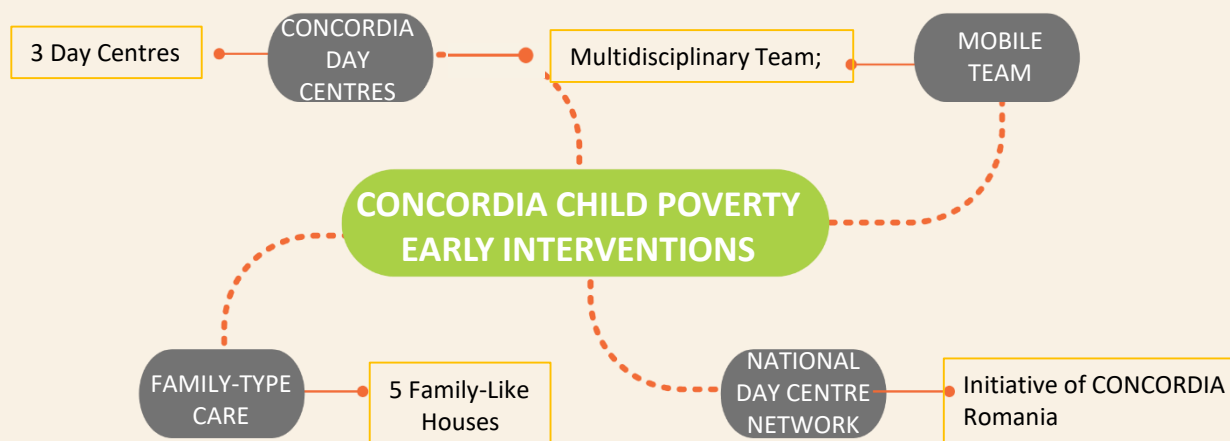 3 Day Centres
CONCORDIA
DAY
CENTRES
Multidisciplinary Team;
MOBILE
TEAM
CONCORDIA CHILD POVERTY
EARLY INTERVENTIONS
FAMILY-TYPE
CARE
5 Family-Like
Houses
NATIONAL
DAY CENTRE
NETWORK
Initiative of CONCORDIA
Romania